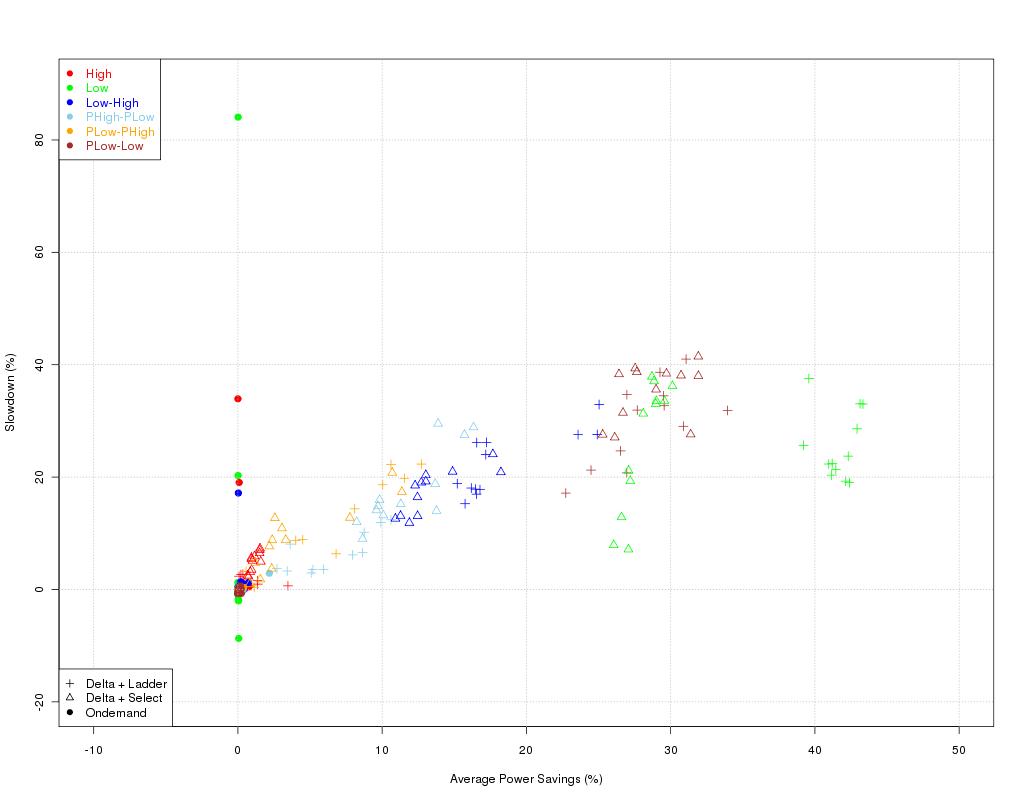 High
Low
Low-High
PHigh-PLow
PLow-PHigh
PLow-Low
80
60
40
20
0
-20
Slowdown (%)
Delta + Ladder
Delta + Select
Ondemand
-10 0 10 20 30 40 50
Average Power Savings (%)